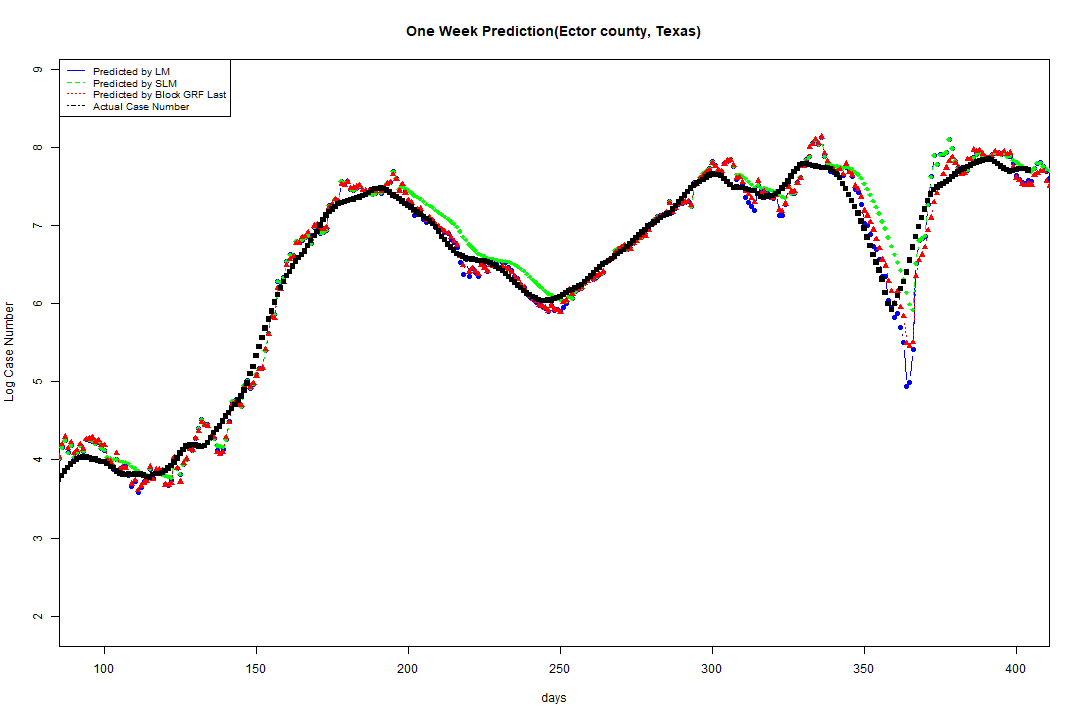 One Week Prediction(Ector county, Texas)
Predicted by LM
Predicted by SLM
Predicted by Block GRF Last
Actual Case Number
9
8
7
6
5
4
3
2
Log Case Number
100 150 200 250 300 350 400
days